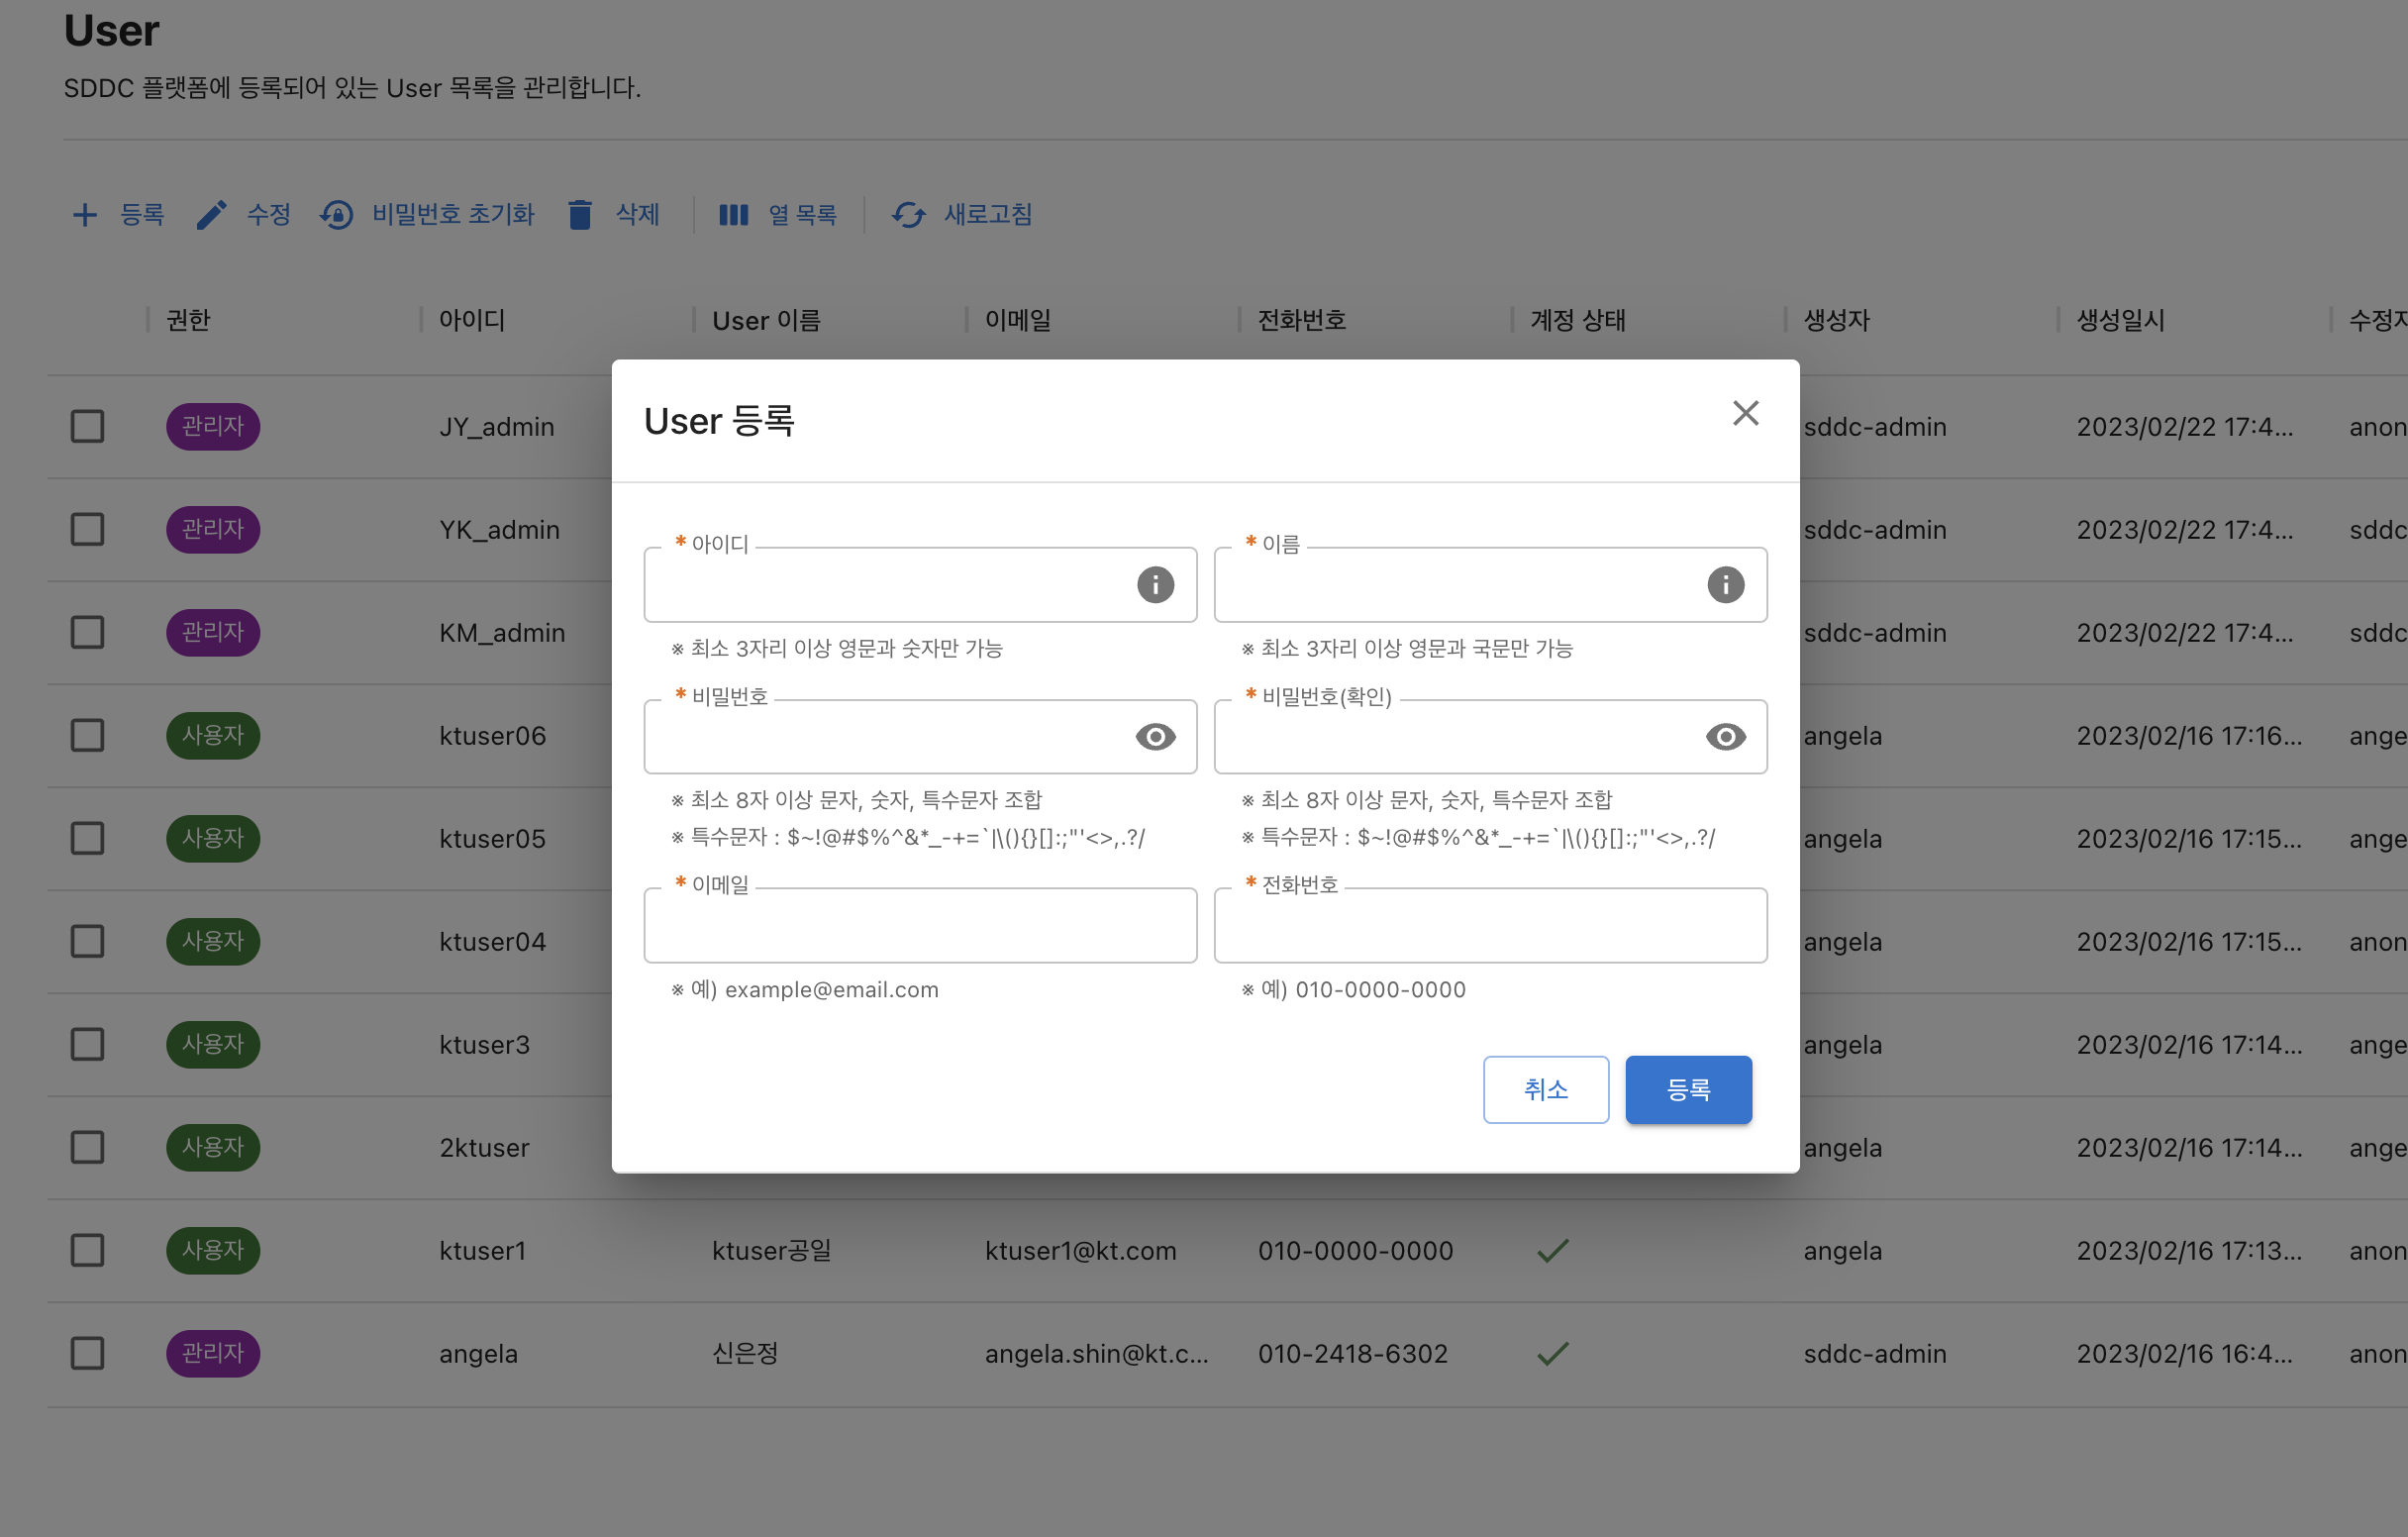 User
SDDC 플랫폼에 등록되어 있는 User 목록을 관리합니다.
등록 수정 비밀번호 초기화 삭제 열 목록 새로고침
권한 아이디 User 이름 이메일 전화번호 계정 상태 생성자 생성일시 수정자
관리자 JY_admin sddc-admin 2023/02/22 17:4... anon
관리자 YK_admin sddc-admin 2023/02/22 17:4... sddc
관리자 KM_admin sddc-admin 2023/02/22 17:4... sddc
사용자 ktuser06 angela 2023/02/16 17:16... ange
사용자 ktuser05 angela 2023/02/16 17:15... ange
사용자 ktuser04 angela 2023/02/16 17:15... anon
사용자 ktuser3 angela 2023/02/16 17:14... ange
사용자 2ktuser angela 2023/02/16 17:14... ange
사용자 ktuser1 ktuser공일 ktuser1@kt.com 010-0000-0000 angela 2023/02/16 17:13... anon
관리자 angela 신은정 angela.shin@kt.c... 010-2418-6302 sddc-admin 2023/02/16 16:4... anon
User 등록
* 아이디 * 이름
※ 최소 3자리 이상 영문과 숫자만 가능 ※ 최소 3자리 이상 영문과 국문만 가능
* 비밀번호 * 비밀번호(확인)
※ 최소 8자 이상 문자, 숫자, 특수문자 조합 ※ 최소 8자 이상 문자, 숫자, 특수문자 조합
※ 특수문자 : $~!@#$%^&*_-+=`|\(){}[]:;"'<>,.?/ ※ 특수문자 : $~!@#$%^&*_-+=`|\(){}[]:;"'<>,.?/
* 이메일 * 전화번호
※ 예) example@email.com ※ 예) 010-0000-0000
취소 등록